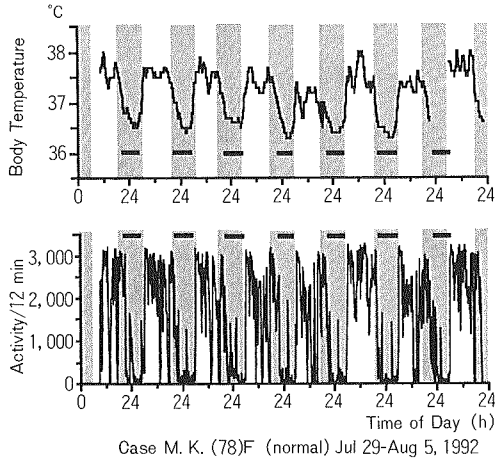 °C
38
37
36
Body Temperature
0 24 24 24 24 24 24 24 24
3,000
2,000
1,000
0
Activity/12 min
0 24 24 24 24 24 24 24 24
Time of Day (h)
Case M. K. (78)F (normal) Jul 29-Aug 5, 1992